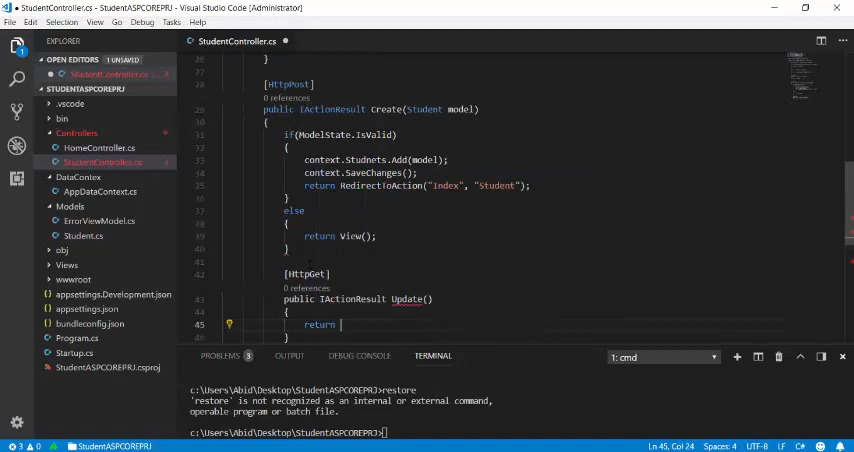 StudentController.cs - StudentASPCOREPRJ - Visual Studio Code [Administrator]
File Edit Selection View Go Debug Tasks Help
EXPLORER
OPEN EDITORS 1 UNSAVED
StudentController.cs
STUDENTASPCOREPRJ
.vscode
bin
Controllers
HomeController.cs
StudentController.cs 3
DataContex
AppDataContext.cs
Models
ErrorViewModel.cs
Student.cs
obj
Views
wwwroot
appsettings.Development.json
appsettings.json
bundleconfig.json
Program.cs
Startup.cs
StudentASPCOREPRJ.csproj
1
StudentController.cs
26 }
27
28 [HttpPost]
0 references
29 public IActionResult Create(Student model)
30 {
31 if(ModelState.IsValid)
32 {
33 context.Studnets.Add(model);
34 context.SaveChanges();
35 return RedirectToAction("Index", "Student");
36 }
37 else
38 {
39 return View();
40 }
41
42 [HttpGet]
0 references
43 public IActionResult Update()
44 {
45 return
}
PROBLEMS 3 OUTPUT DEBUG CONSOLE TERMINAL 1: cmd
c:\Users\Abid\Desktop\StudentASPCOREPRJ>restore
'restore' is not recognized as an internal or external command,
operable program or batch file.
c:\Users\Abid\Desktop\StudentASPCOREPRJ>
3 0 StudentASPCOREPRJ Ln 45, Col 24 Spaces: 4 UTF-8 LF C#